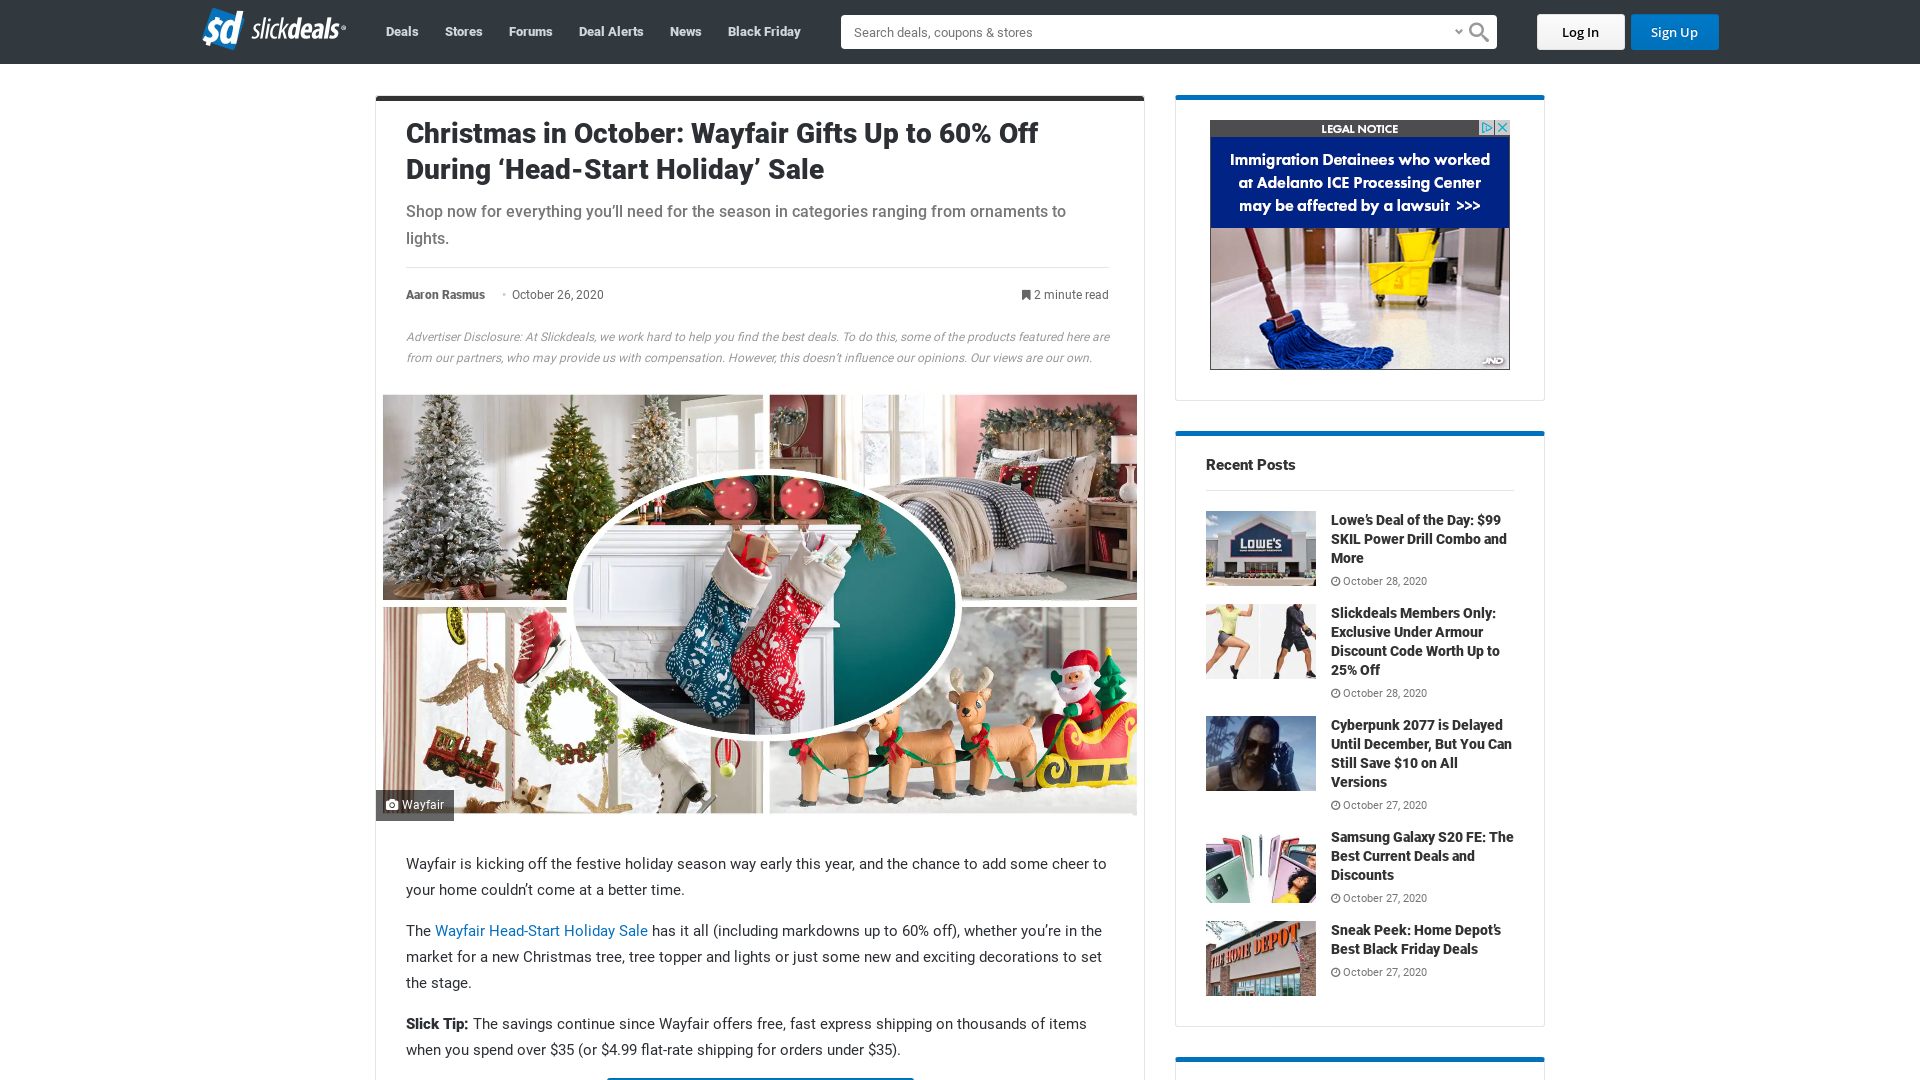 $d slickdeals®
Deals
Stores
Forums
Deal Alerts
News
Black Friday
Search deals, coupons & stores
Log In
Sign Up
Christmas in October: Wayfair Gifts Up to 60% Off
During ‘Head-Start Holiday’ Sale
Shop now for everything you’ll need for the season in categories ranging from ornaments to
lights.
Aaron Rasmus
October 26, 2020
2 minute read
Advertiser Disclosure: At Slickdeals, we work hard to help you find the best deals. To do this, some of the products featured here are
from our partners, who may provide us with compensation. However, this doesn’t influence our opinions. Our views are our own.
Wayfair
Wayfair is kicking off the festive holiday season way early this year, and the chance to add some cheer to
your home couldn’t come at a better time.
The Wayfair Head-Start Holiday Sale has it all (including markdowns up to 60% off), whether you’re in the
market for a new Christmas tree, tree topper and lights or just some new and exciting decorations to set
the stage.
Slick Tip: The savings continue since Wayfair offers free, fast express shipping on thousands of items
when you spend over $35 (or $4.99 flat-rate shipping for orders under $35).
LEGAL NOTICE
Immigration Detainees who worked
at Adelanto ICE Processing Center
may be affected by a lawsuit >>>
JND
Recent Posts
LOWE'S
Lowe’s Deal of the Day: $99
SKIL Power Drill Combo and
More
October 28, 2020
Slickdeals Members Only:
Exclusive Under Armour
Discount Code Worth Up to
25% Off
October 28, 2020
Cyberpunk 2077 is Delayed
Until December, But You Can
Still Save $10 on All
Versions
October 27, 2020
Samsung Galaxy S20 FE: The
Best Current Deals and
Discounts
October 27, 2020
THE HOME DEPOT
Sneak Peek: Home Depot’s
Best Black Friday Deals
October 27, 2020